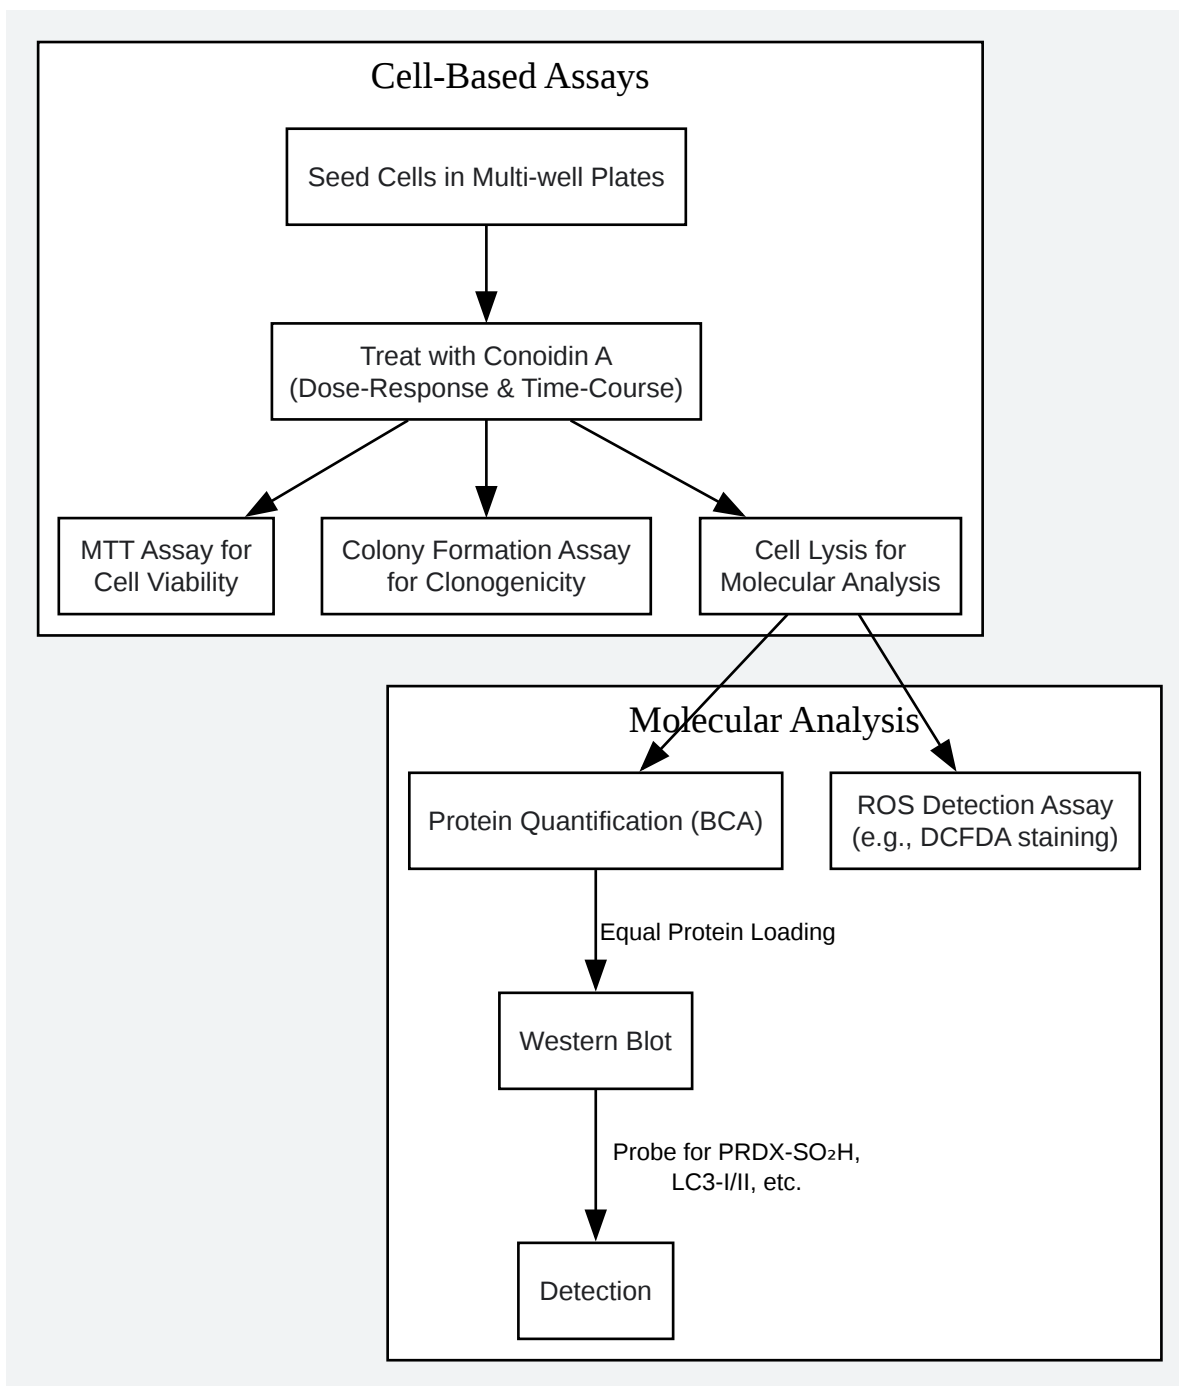 Cell-Based Assays
Seed Cells in Multi-well Plates
Treat with Conoidin A
(Dose-Response & Time-Course)
MTT Assay for
Cell Viability
Colony Formation Assay
for Clonogenicity
Cell Lysis for
Molecular Analysis
Molecular Analysis
Protein Quantification (BCA)
ROS Detection Assay
(e.g., DCFDA staining)
Equal Protein Loading
Western Blot
Probe for PRDX-SO₂H,
LC3-I/II, etc.
Detection